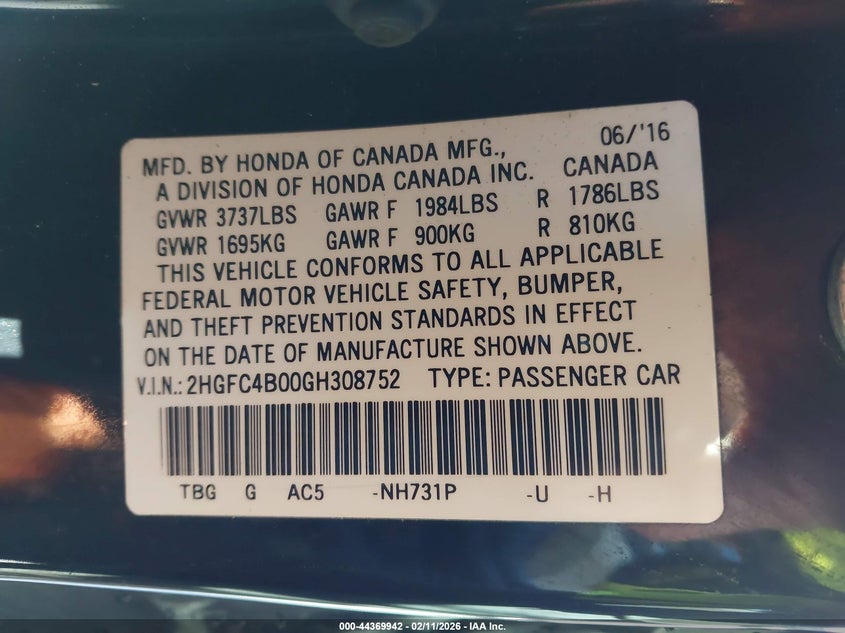 06/'16
MFD. BY HONDA OF CANADA MFG.,
A DIVISION OF HONDA CANADA INC. CANADA
GVWR 3737LBS GAWR F 1984LBS R 1786LBS
GVWR 1695KG GAWR F 900KG R 810KG
THIS VEHICLE CONFORMS TO ALL APPLICABLE
FEDERAL MOTOR VEHICLE SAFETY, BUMPER,
AND THEFT PREVENTION STANDARDS IN EFFECT
ON THE DATE OF MANUFACTURE SHOWN ABOVE.
V.I.N.: 2HGFC4B00GH308752 TYPE: PASSENGER CAR
TBG G AC5 -NH731P -U -H
000-44369942 - 02/11/2026 - IAA Inc.